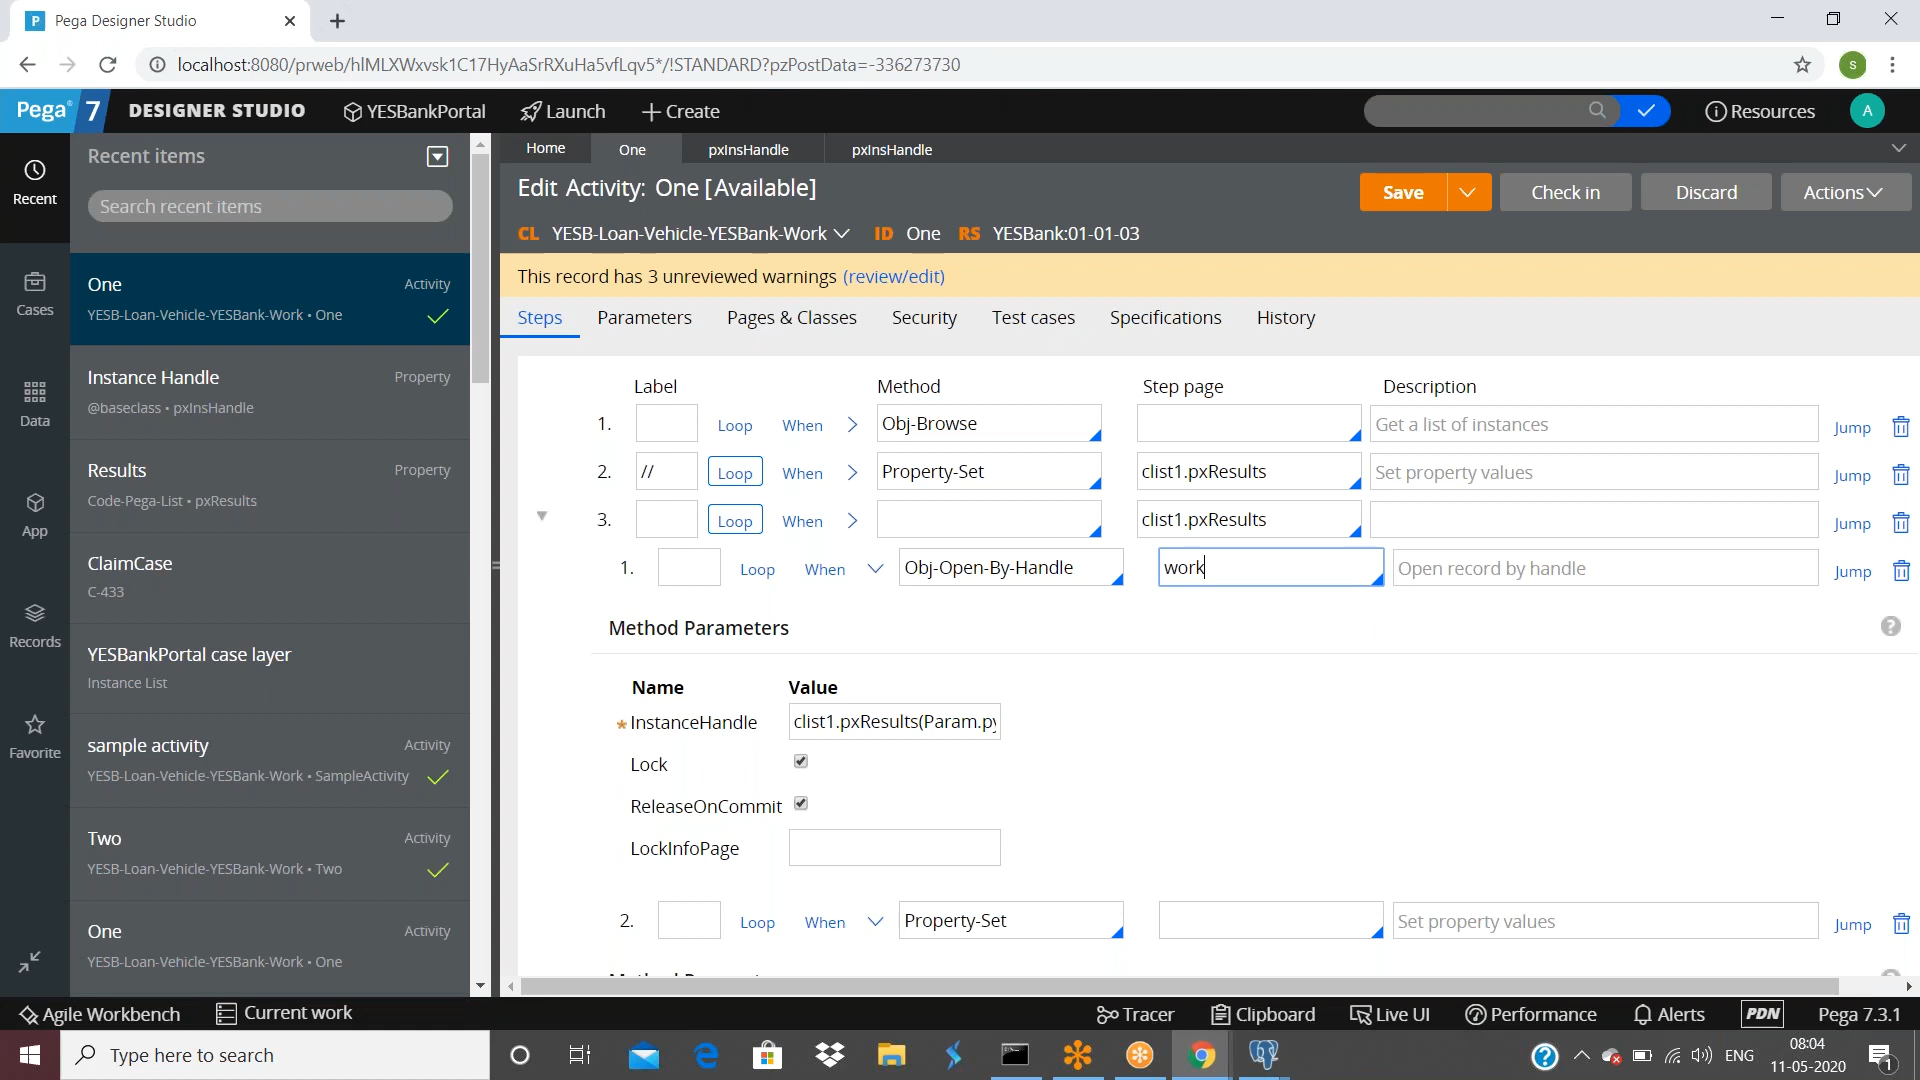 P Pega Designer Studio
localhost:8080/prweb/hIMLXWxvsk1C17HyAaSrRXuHa5vfLqv5*/!STANDARD?pzPostData=-336273730
s
Pega 7 DESIGNER STUDIO YESBankPortal Launch Create Resources A
Recent
Cases
Data
App
Records
Favorite
Recent items
Search recent items
One Activity
YESB-Loan-Vehicle-YESBank-Work • One
Instance Handle Property
@baseclass • pxInsHandle
Results Property
Code-Pega-List • pxResults
ClaimCase
C-433
YESBankPortal case layer
Instance List
sample activity Activity
YESB-Loan-Vehicle-YESBank-Work • SampleActivity
Two Activity
YESB-Loan-Vehicle-YESBank-Work • Two
One Activity
YESB-Loan-Vehicle-YESBank-Work • One
Home One pxInsHandle pxInsHandle
Edit Activity: One [Available]
Save Check in Discard Actions
CL YESB-Loan-Vehicle-YESBank-Work ID One RS YESBank:01-01-03
This record has 3 unreviewed warnings (review/edit)
Steps Parameters Pages & Classes Security Test cases Specifications History
Label Method Step page Description
1. Loop When Obj-Browse Get a list of instances Jump
2. // Loop When Property-Set clist1.pxResults Set property values Jump
3. Loop When clist1.pxResults Jump
1. Loop When Obj-Open-By-Handle work Open record by handle Jump
Method Parameters
Name Value
* InstanceHandle clist1.pxResults(Param.py
Lock
ReleaseOnCommit
LockInfoPage
2. Loop When Property-Set Set property values Jump
Agile Workbench Current work Tracer Clipboard Live UI Performance Alerts PDN Pega 7.3.1
Type here to search
ENG
08:04
11-05-2020
1